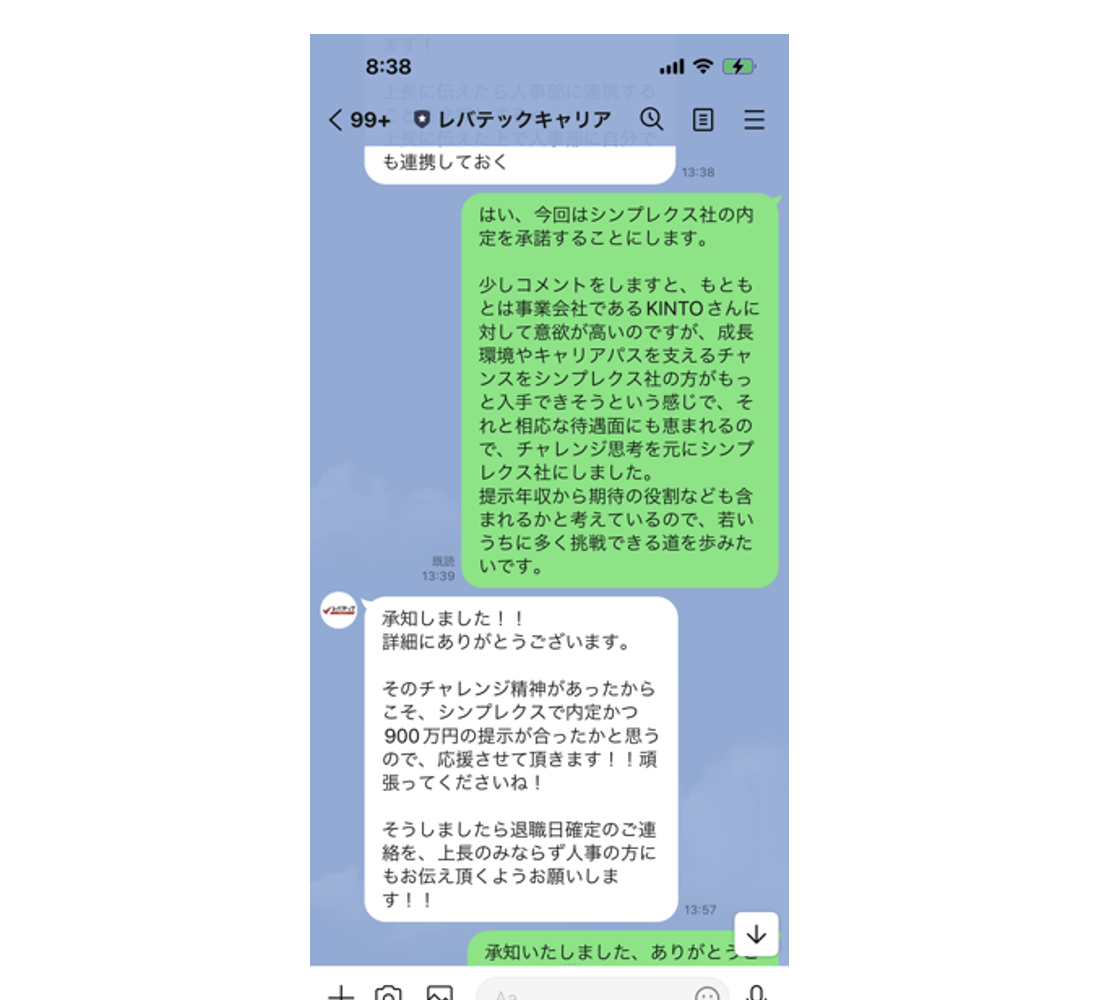 ます！
8:38
上長に伝えたら人事部に連携する
99+
レバテックキャリア
上長に伝えた上で人事部に自分で
も連携しておく
13:38
はい、今回はシンプレクス社の内
定を承諾することにします。
少しコメントをしますと、もとも
とは事業会社であるKINTOさんに
対して意欲が高いのですが、成長
環境やキャリアパスを支えるチャ
ンスをシンプレクス社の方がもっ
と入手できそうという感じで、そ
れと相応な待遇面にも恵まれるの
で、チャレンジ思考を元にシンプ
レクス社にしました。
提示年収から期待の役割なども含
まれるかと考えているので、若い
うちに多く挑戦できる道を歩みた
いです。
既読
13:39
承知しました！！
詳細にありがとうございます。
そのチャレンジ精神があったから
こそ、シンプレクスで内定かつ
900万円の提示が合ったかと思う
ので、応援させて頂きます！！頑
張ってくださいね！
そうしましたら退職日確定のご連
絡を、上長のみならず人事の方に
もお伝え頂くようお願いしま
す！！
13:57
承知いたしました、ありがとうご
Aa